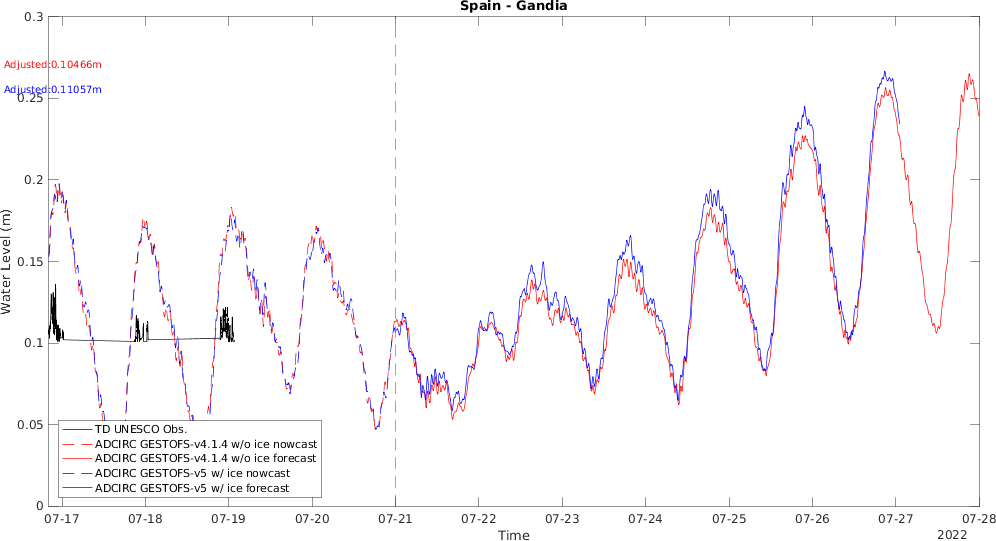 Spain - Gandia
0.3
Adjusted:0.10466m
Adjusted:0.11057m
0.25
0.2
0.15
0.1
0.05
0
Water Level (m)
TD UNESCO Obs.
ADCIRC GESTOFS-v4.1.4 w/o ice nowcast
ADCIRC GESTOFS-v4.1.4 w/o ice forecast
ADCIRC GESTOFS-v5 w/ ice nowcast
ADCIRC GESTOFS-v5 w/ ice forecast
07-17 07-18 07-19 07-20 07-21 07-22 07-23 07-24 07-25 07-26 07-27 07-28
Time
2022